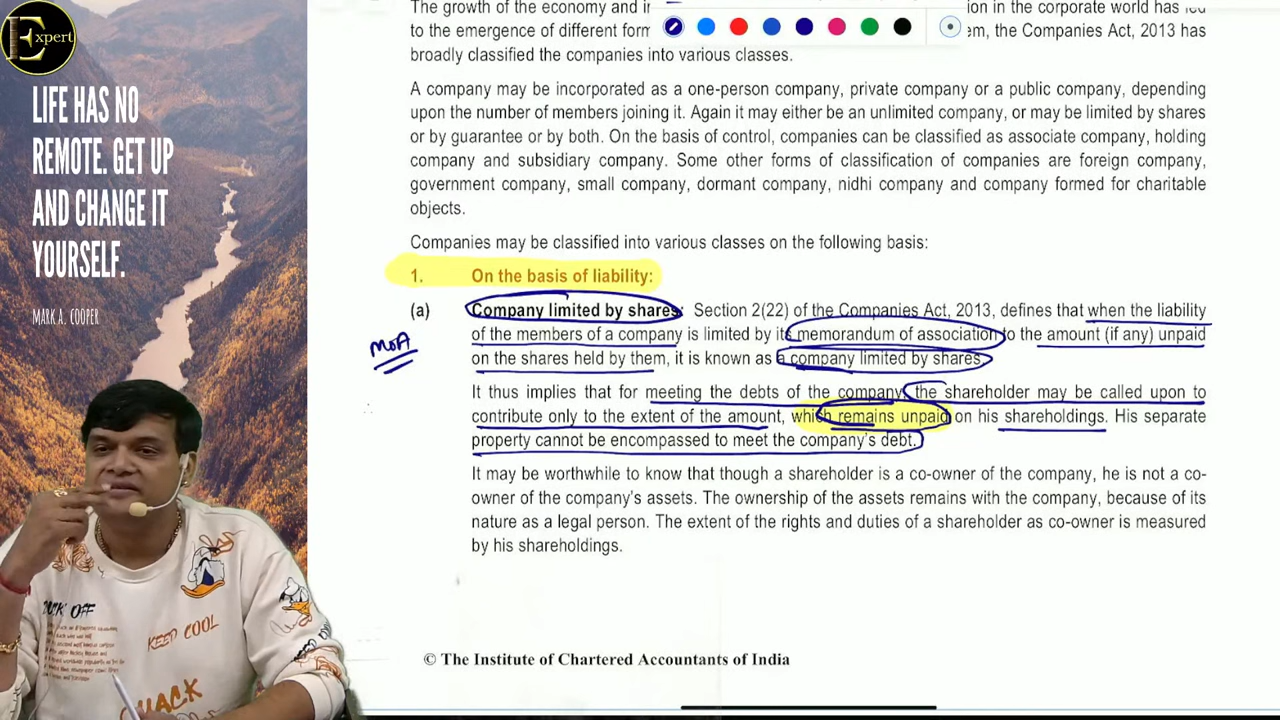 Expert
LIFE HAS NO
REMOTE. GET UP
AND CHANGE IT
YOURSELF.
MARK A. COOPER
The growth of the economy and
ion in the corporate world has led
to the emergence of different form
em, the Companies Act, 2013 has
broadly classified the companies into various classes.
A company may be incorporated as a one-person company, private company or a public company, depending
upon the number of members joining it. Again it may either be an unlimited company, or may be limited by shares
or by guarantee or by both. On the basis of control, companies can be classified as associate company, holding
company and subsidiary company. Some other forms of classification of companies are foreign company,
government company, small company, dormant company, nidhi company and company formed for charitable
objects.
Companies may be classified into various classes on the following basis:
1. On the basis of liability:
(a) Company limited by shares: Section 2(22) of the Companies Act, 2013, defines that when the liability
of the members of a company is limited by its memorandum of association to the amount (if any) unpaid
on the shares held by them, it is known as a company limited by shares.
MOA
It thus implies that for meeting the debts of the company, the shareholder may be called upon to
contribute only to the extent of the amount, which remains unpaid on his shareholdings. His separate
property cannot be encompassed to meet the company's debt.
It may be worthwhile to know that though a shareholder is a co-owner of the company, he is not a co-
owner of the company's assets. The ownership of the assets remains with the company, because of its
nature as a legal person. The extent of the rights and duties of a shareholder as co-owner is measured
by his shareholdings.
© The Institute of Chartered Accountants of India
OFF
KEEP COOL